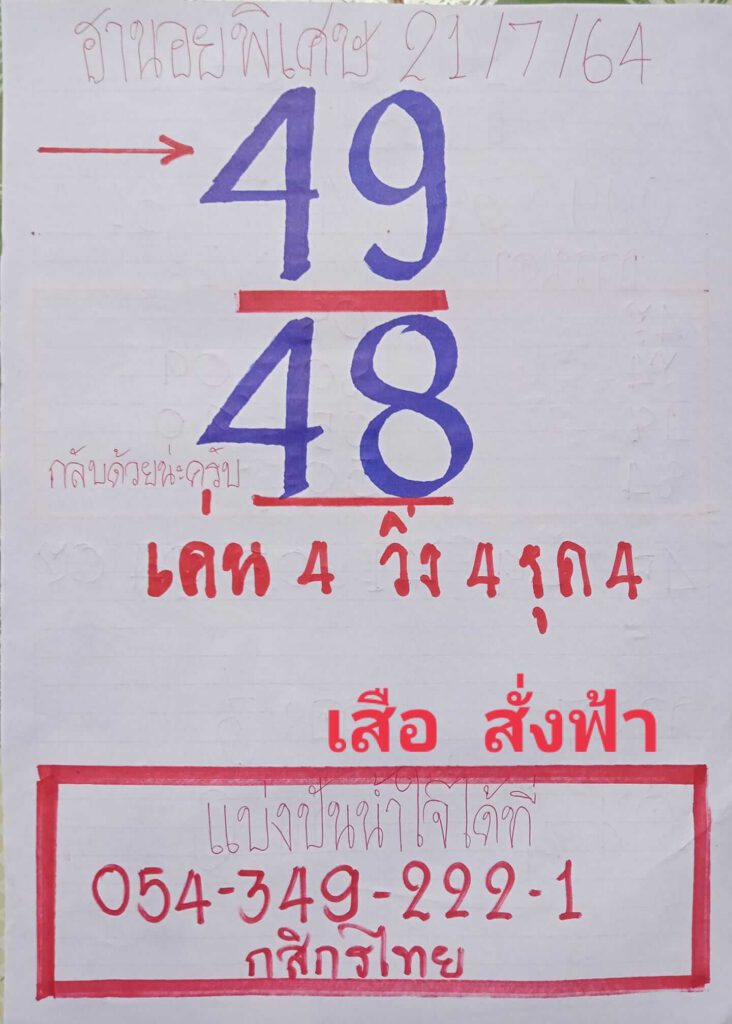 ฮานอยพิเศษ 21/7/64
49
48
กลับด้วยน่ะครับ
เด่น 4 วิ่ง 4 รูด 4
เสือ สั่งฟ้า
แบ่งปันน้ำใจได้ที่
054-349-222-1
กสิกรไทย